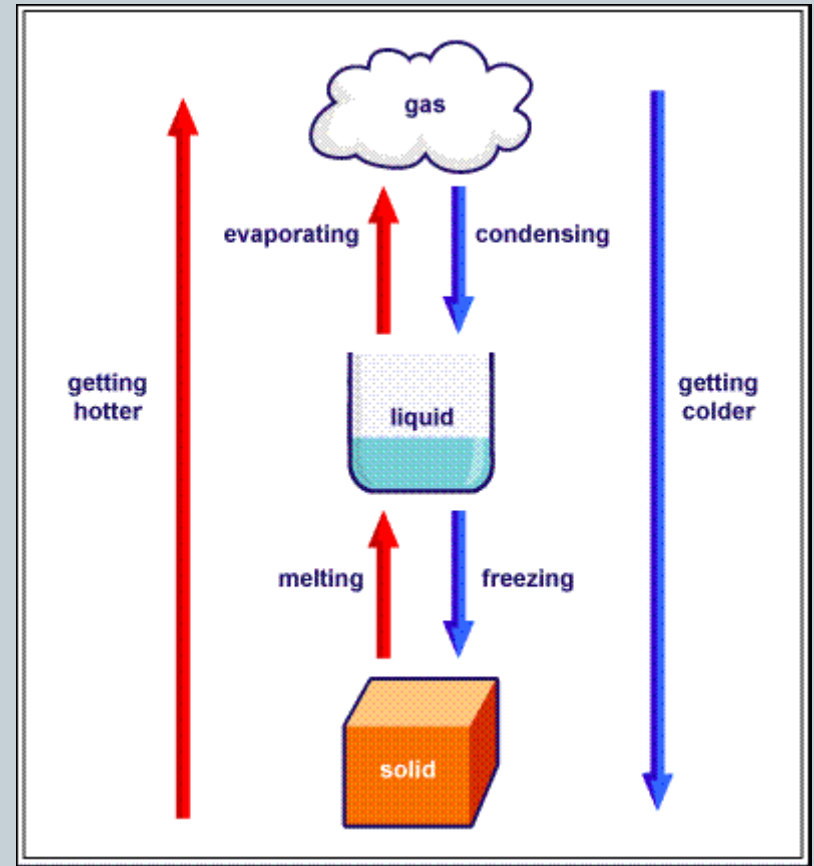 gas
evaporating
condensing
getting
hotter
liquid
getting
colder
melting
freezing
solid